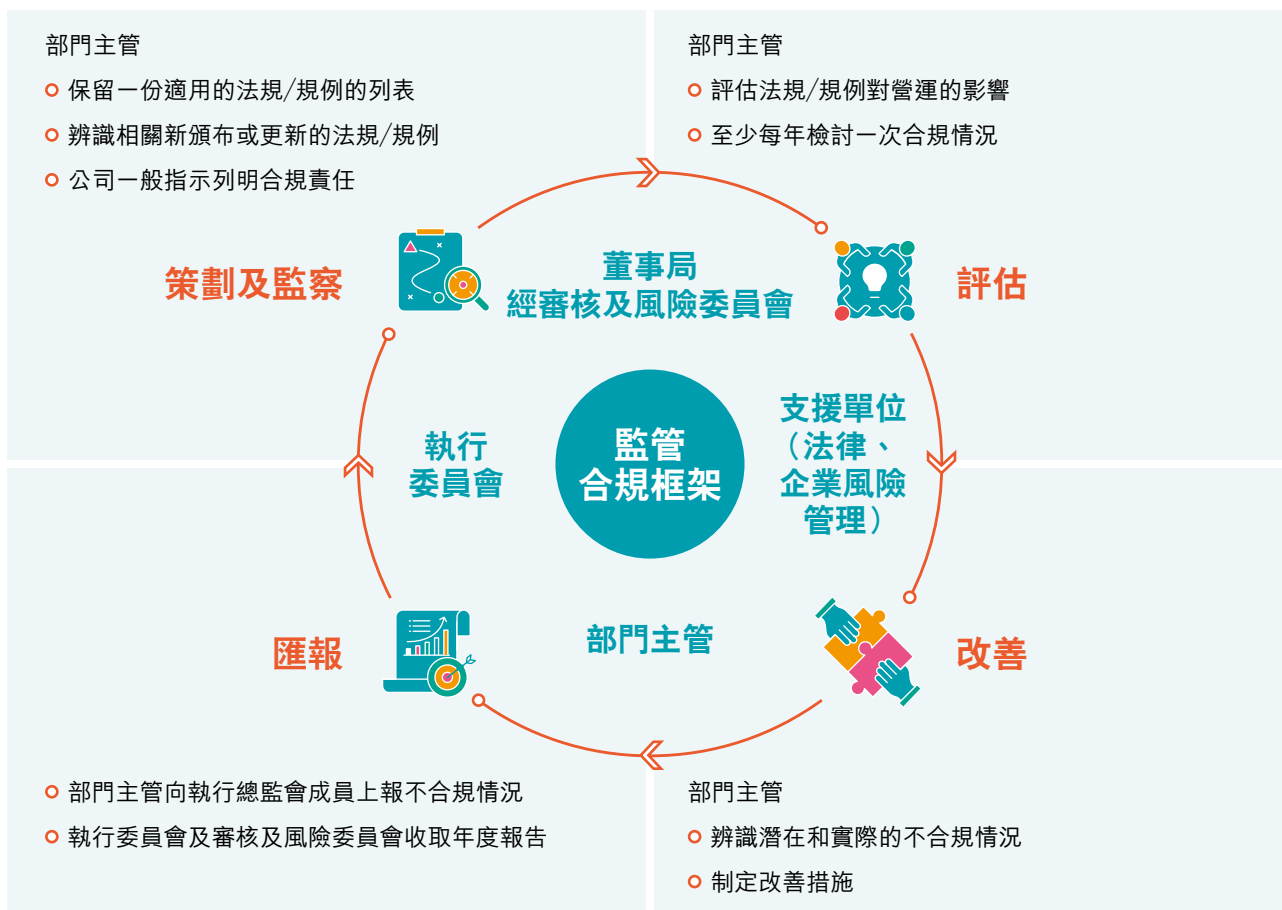 部門主管
保留一份適用的法規/規例的列表
辨識相關新頒布或更新的法規/規例
公司一般指示列明合規責任
策劃及監察
部門主管
評估法規/規例對營運的影響
至少每年檢討一次合規情況
評估
董事局
經審核及風險委員會
執行
委員會
監管
合規框架
支援單位
（法律、
企業風險
管理）
部門主管
匯報
部門主管向執行總監會成員上報不合規情況
執行委員會及審核及風險委員會收取年度報告
改善
部門主管
辨識潛在和實際的不合規情況
制定改善措施